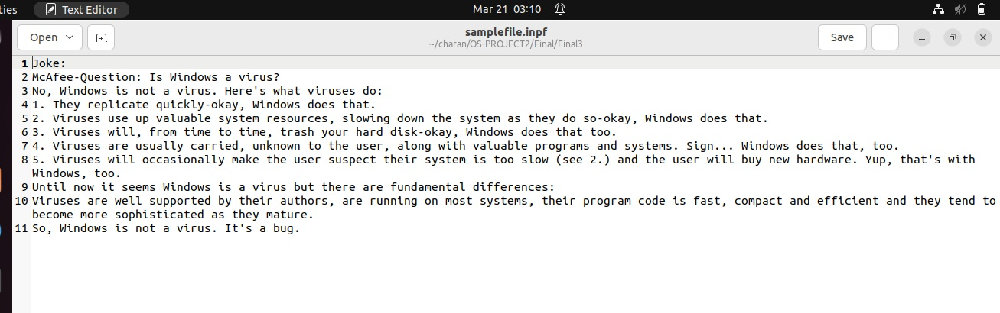 ties
Text Editor
Mar 21 03:10
Open
samplefile.inpf
~/charan/OS-PROJECT2/Final/Final3
Save
1 Joke:
2 McAfee-Question: Is Windows a virus?
3 No, Windows is not a virus. Here's what viruses do:
4 1. They replicate quickly-okay, Windows does that.
5 2. Viruses use up valuable system resources, slowing down the system as they do so-okay, Windows does that.
6 3. Viruses will, from time to time, trash your hard disk-okay, Windows does that too.
7 4. Viruses are usually carried, unknown to the user, along with valuable programs and systems. Sign... Windows does that, too.
8 5. Viruses will occasionally make the user suspect their system is too slow (see 2.) and the user will buy new hardware. Yup, that's with
Windows, too.
9 Until now it seems Windows is a virus but there are fundamental differences:
10 Viruses are well supported by their authors, are running on most systems, their program code is fast, compact and efficient and they tend to
become more sophisticated as they mature.
11 So, Windows is not a virus. It's a bug.